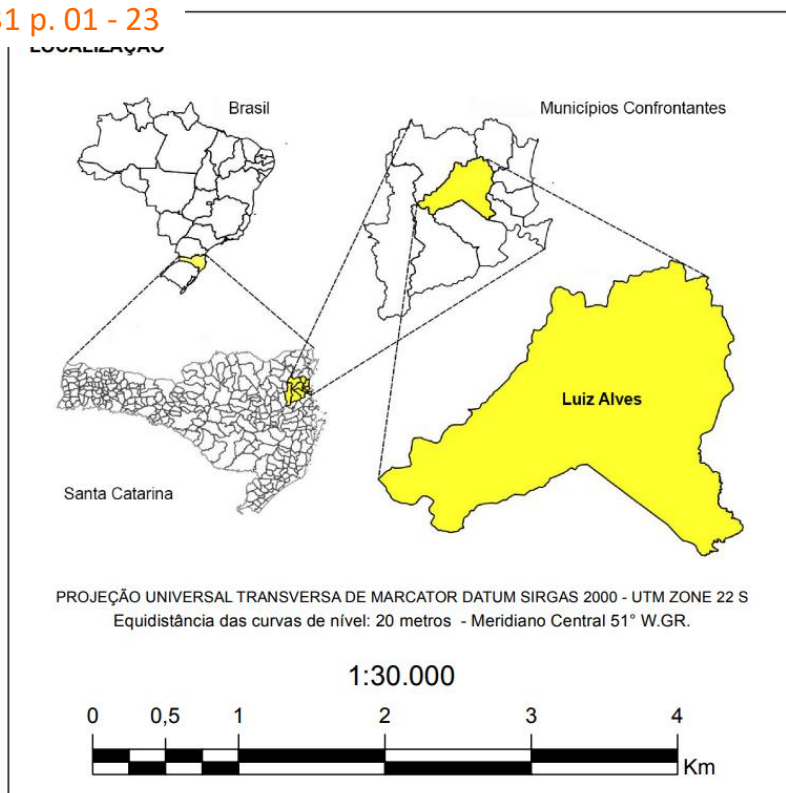 p. 01 - 23
LOCALIZAÇÃO
Brasil
Municípios Confrontantes
Luiz Alves
Santa Catarina
PROJEÇÃO UNIVERSAL TRANSVERSA DE MARCATOR DATUM SIRGAS 2000 - UTM ZONE 22 S
Equidistância das curvas de nível: 20 metros - Meridiano Central 51° W.GR.
1:30.000
0 0,5 1 2 3 4
Km